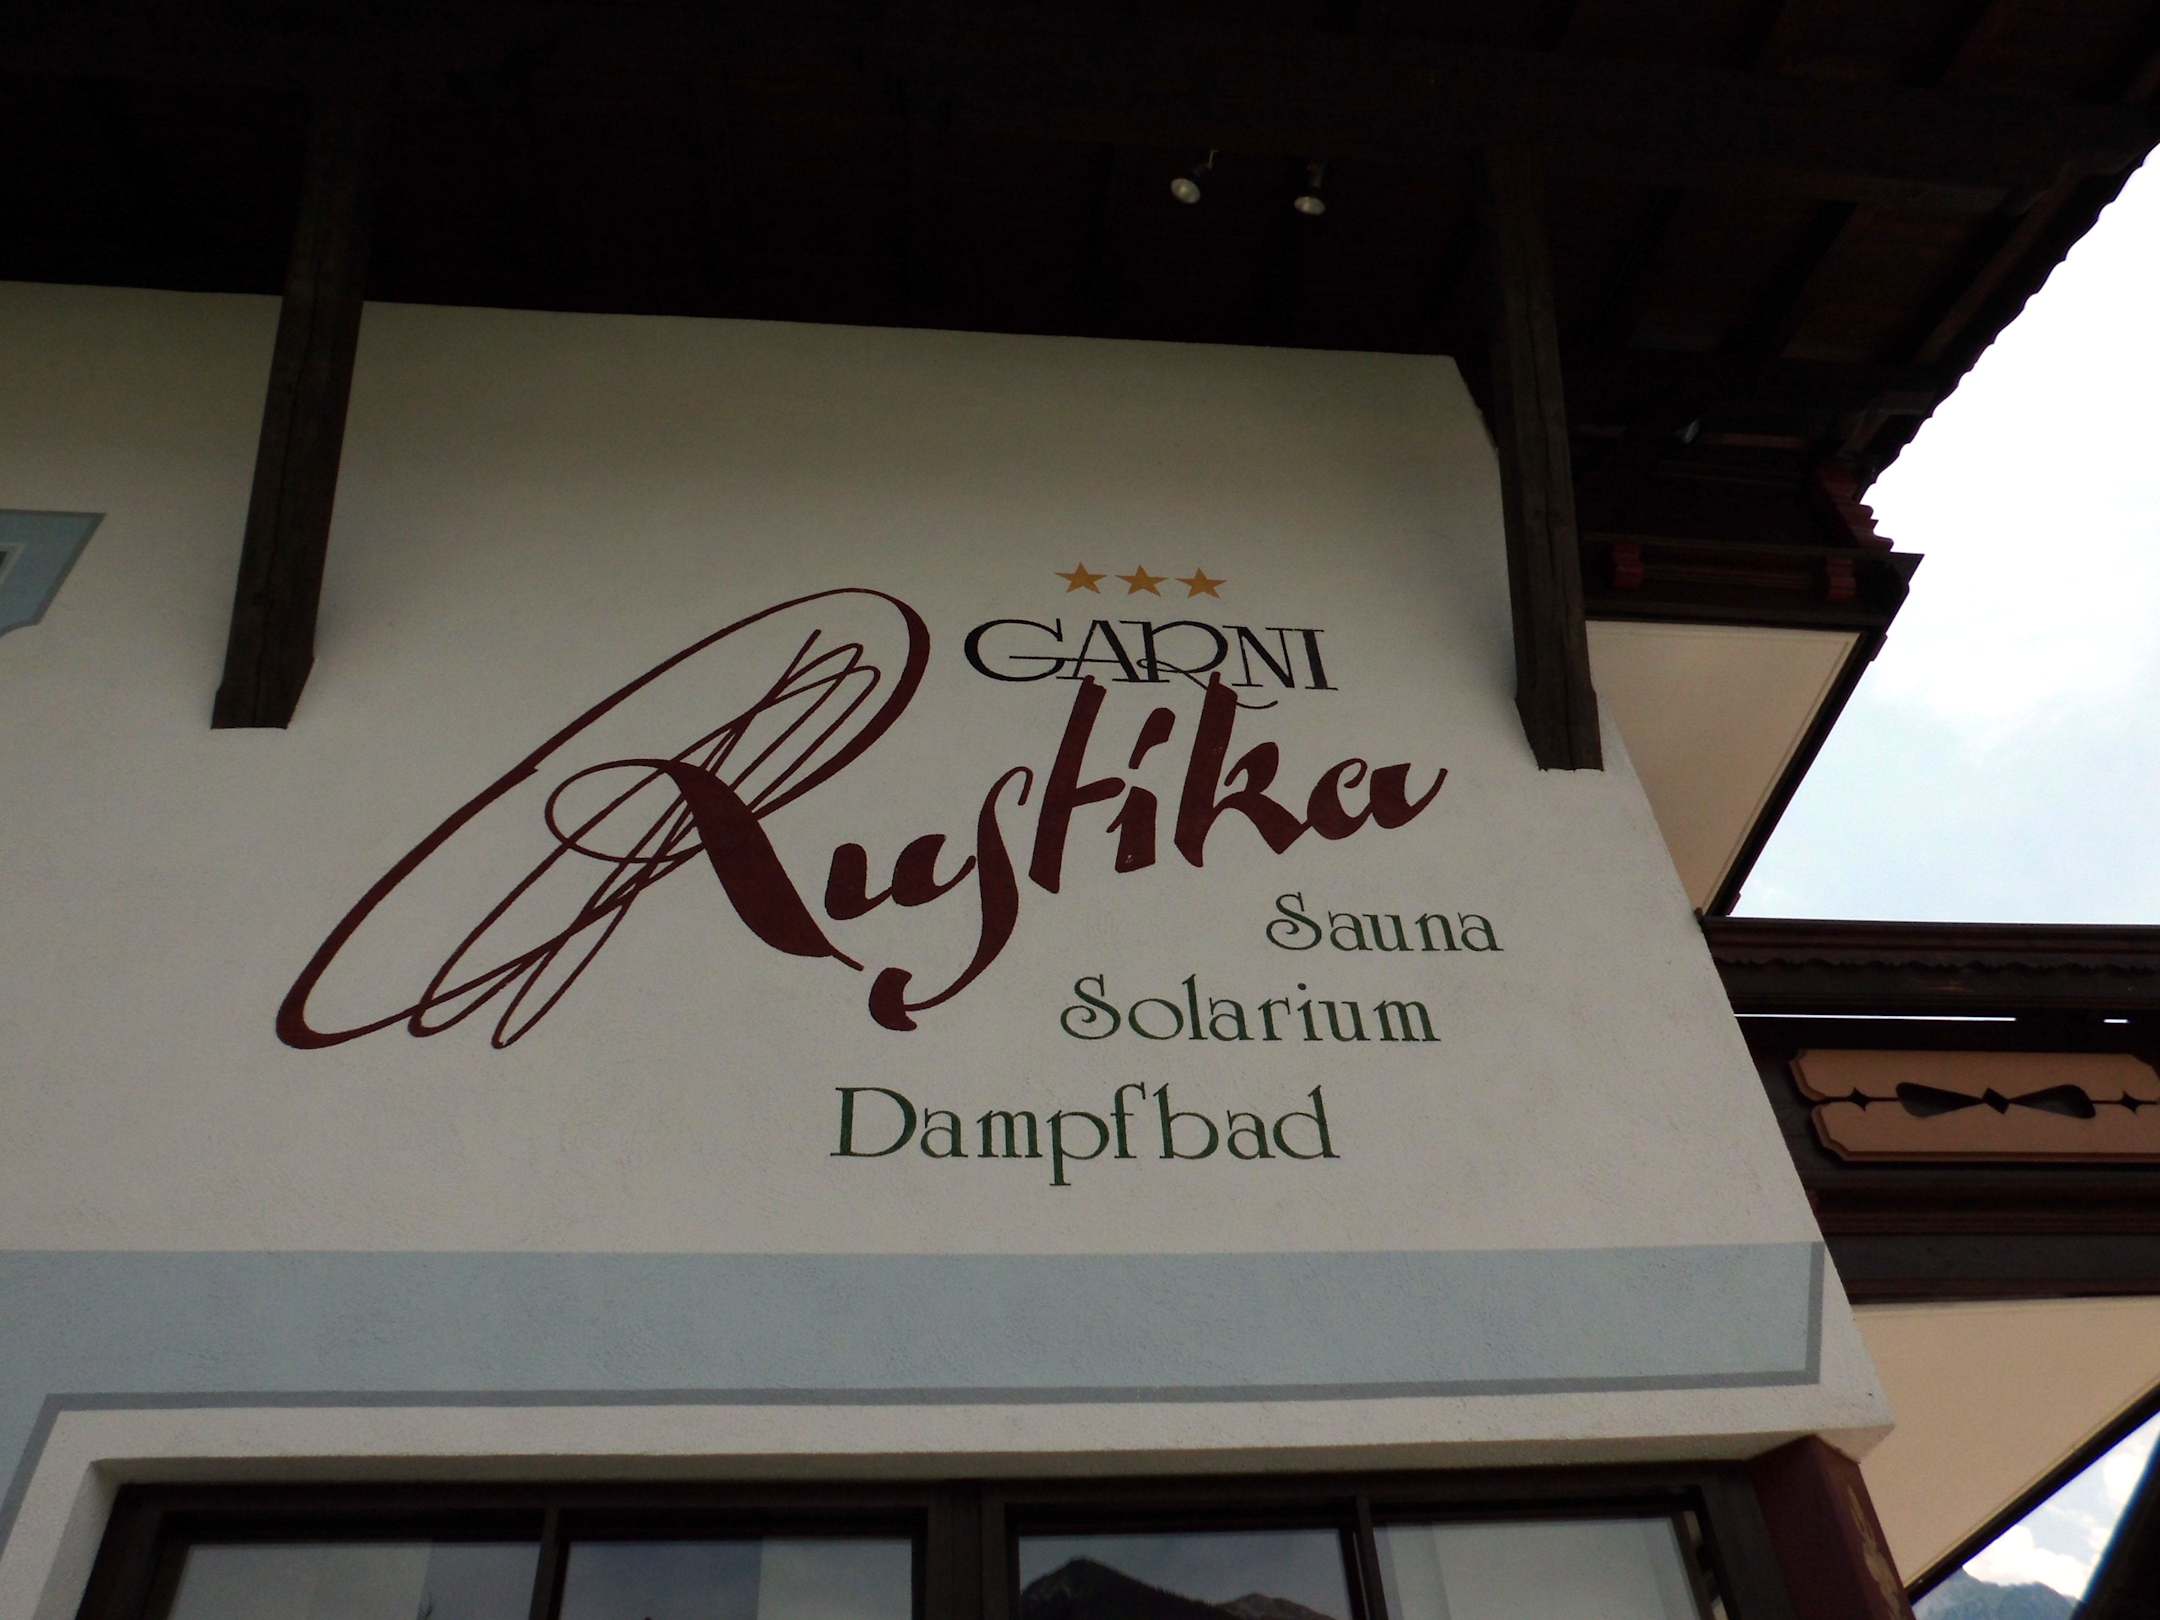 GARNI
Rustika
Sauna
Solarium
Dampfbad